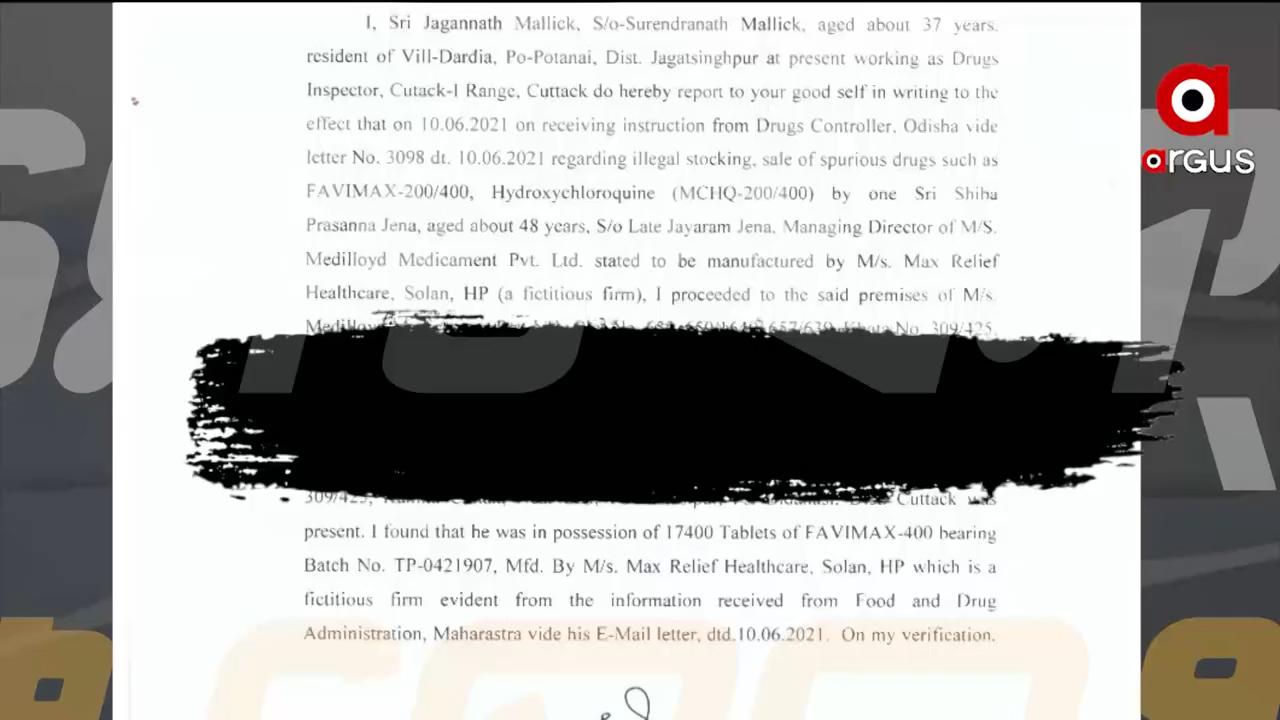 I, Sri Jagannath Mallick, S/o-Surendranath Mallick, aged about 37 years.
resident of Vill-Dardia, Po-Potanai, Dist. Jagatsinghpur at present working as Drugs
Inspector, Cutack-I Range, Cuttack do hereby report to your good self in writing to the
effect that on 10.06.2021 on receiving instruction from Drugs Controller, Odisha vide
letter No. 3098 dt. 10.06.2021 regarding illegal stocking, sale of spurious drugs such as
FAVIMAX-200/400, Hydroxychloroquine (MCHQ-200/400) by one Sri Shiba
Prasanna Jena, aged about 48 years, S/o Late Jayaram Jena, Managing Director of M/S.
Medilloyd Medicament Pvt. Ltd. stated to be manufactured by M/s. Max Relief
Healthcare, Solan, HP (a fictitious firm), I proceeded to the said premises of M/s.
No. 309/425,
Cuttack was
present. I found that he was in possession of 17400 Tablets of FAVIMAX-400 bearing
Batch No. TP-0421907, Mfd. By M/s. Max Relief Healthcare, Solan, HP which is a
fictitious firm evident from the information received from Food and Drug
Administration, Maharastra vide his E-Mail letter, dtd.10.06.2021. On my verification.
argus